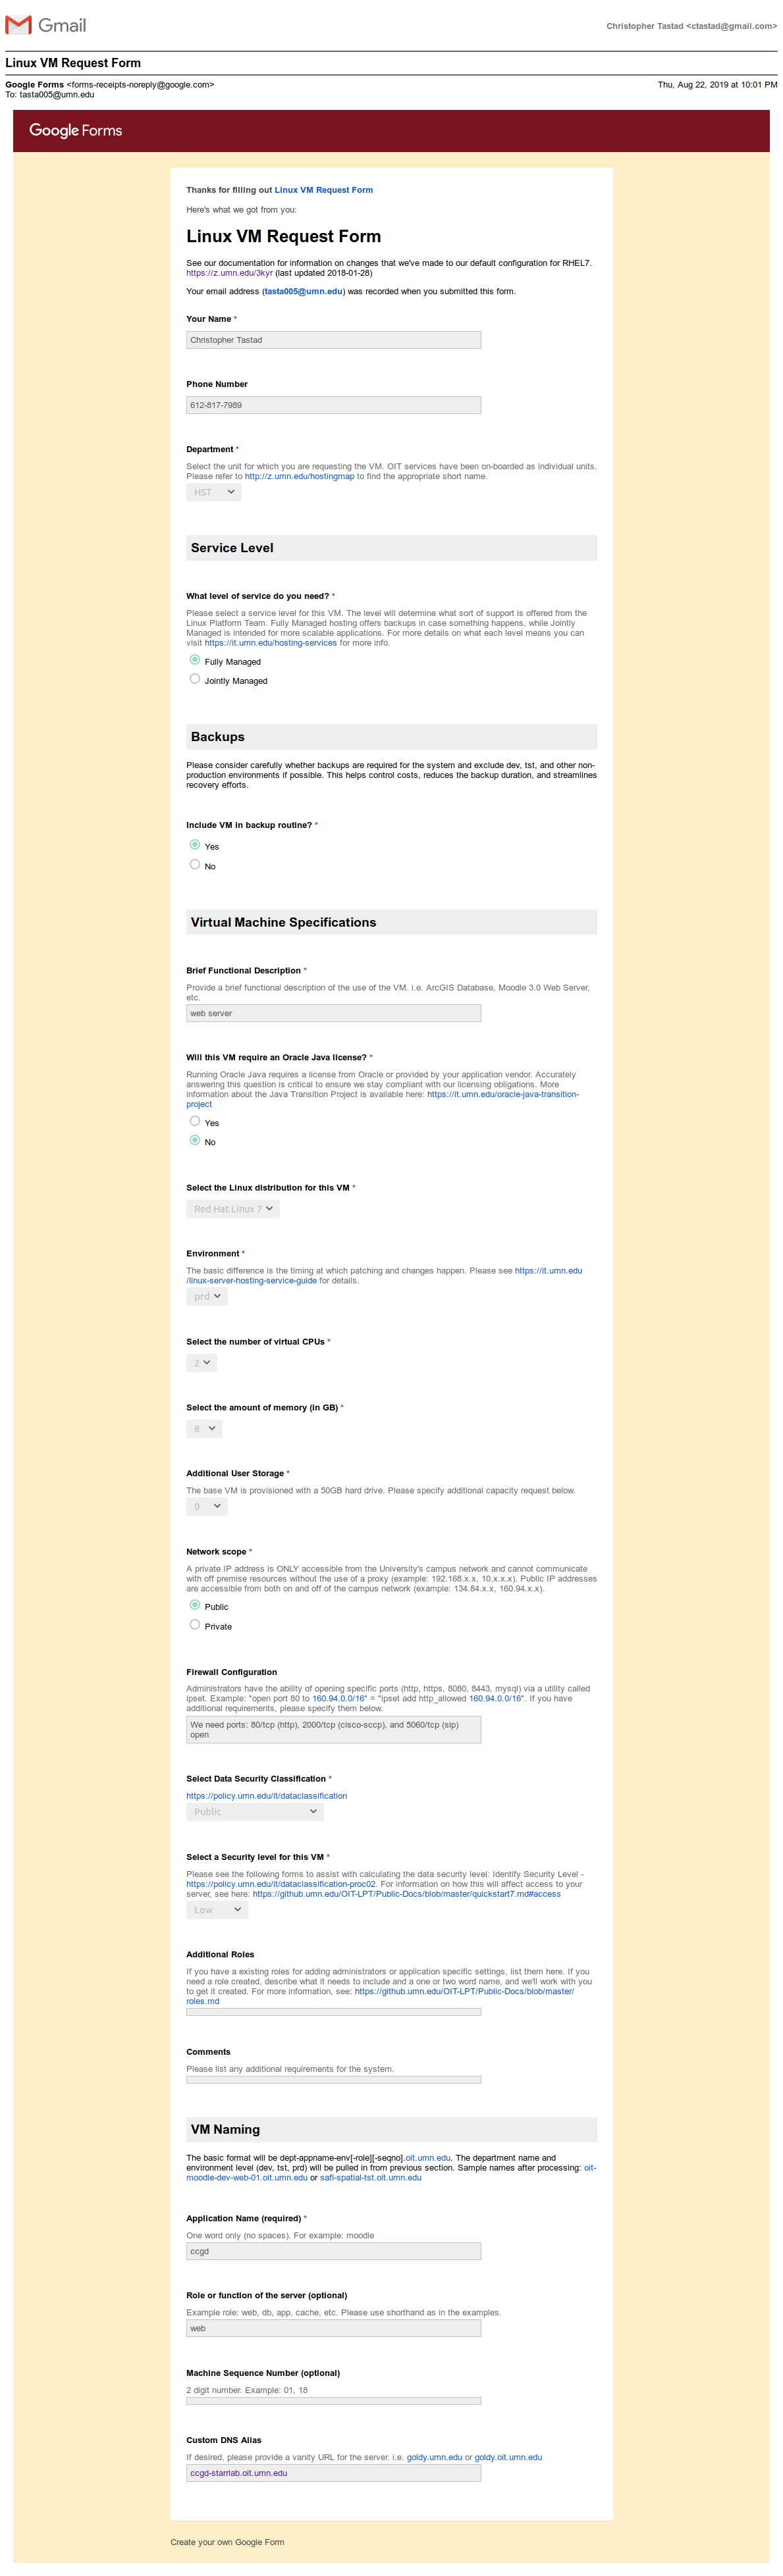 Gmail
Christopher Tastad <ctastad@gmail.com>
Linux VM Request Form
Google Forms <forms-receipts-noreply@google.com>
Thu, Aug 22, 2019 at 10:01 PM
To: tasta005@umn.edu
Google Forms
Thanks for filling out Linux VM Request Form
Here's what we got from you:
Linux VM Request Form
See our documentation for information on changes that we've made to our default configuration for RHEL7.
https://z.umn.edu/3kyr (last updated 2018-01-28)
Your email address (tasta005@umn.edu) was recorded when you submitted this form.
Your Name *
Christopher Tastad
Phone Number
612-817-7989
Department *
Select the unit for which you are requesting the VM. OIT services have been on-boarded as individual units.
Please refer to http://z.umn.edu/hostingmap to find the appropriate short name.
HST
Service Level
What level of service do you need? *
Please select a service level for this VM. The level will determine what sort of support is offered from the
Linux Platform Team. Fully Managed hosting offers backups in case something happens, while Jointly
Managed is intended for more scalable applications. For more details on what each level means you can
visit https://it.umn.edu/hosting-services for more info.
Fully Managed
Jointly Managed
Backups
Please consider carefully whether backups are required for the system and exclude dev, tst, and other non-
production environments if possible. This helps control costs, reduces the backup duration, and streamlines
recovery efforts.
Include VM in backup routine? *
Yes
No
Virtual Machine Specifications
Brief Functional Description *
Provide a brief functional description of the use of the VM. i.e. ArcGIS Database, Moodle 3.0 Web Server,
etc.
web server
Will this VM require an Oracle Java license? *
Running Oracle Java requires a license from Oracle or provided by your application vendor. Accurately
answering this question is critical to ensure we stay compliant with our licensing obligations. More
information about the Java Transition Project is available here: https://it.umn.edu/oracle-java-transition-
project
Yes
No
Select the Linux distribution for this VM *
Red Hat Linux 7
Environment *
The basic difference is the timing at which patching and changes happen. Please see https://it.umn.edu
/linux-server-hosting-service-guide for details.
prd
Select the number of virtual CPUs *
2
Select the amount of memory (in GB) *
8
Additional User Storage *
The base VM is provisioned with a 50GB hard drive. Please specify additional capacity request below.
0
Network scope *
A private IP address is ONLY accessible from the University's campus network and cannot communicate
with off premise resources without the use of a proxy (example: 192.168.x.x, 10.x.x.x). Public IP addresses
are accessible from both on and off of the campus network (example: 134.84.x.x, 160.94.x.x).
Public
Private
Firewall Configuration
Administrators have the ability of opening specific ports (http, https, 8080, 8443, mysql) via a utility called
ipset. Example: "open port 80 to 160.94.0.0/16" = "ipset add http_allowed 160.94.0.0/16". If you have
additional requirements, please specify them below.
We need ports: 80/tcp (http), 2000/tcp (cisco-sccp), and 5060/tcp (sip)
open
Select Data Security Classification *
https://policy.umn.edu/it/dataclassification
Public
Select a Security level for this VM *
Please see the following forms to assist with calculating the data security level: Identify Security Level -
https://policy.umn.edu/it/dataclassification-proc02. For information on how this will affect access to your
server, see here: https://github.umn.edu/OIT-LPT/Public-Docs/blob/master/quickstart7.md#access
Low
Additional Roles
If you have a existing roles for adding administrators or application specific settings, list them here. If you
need a role created, describe what it needs to include and a one or two word name, and we'll work with you
to get it created. For more information, see: https://github.umn.edu/OIT-LPT/Public-Docs/blob/master/
roles.md
Comments
Please list any additional requirements for the system.
VM Naming
The basic format will be dept-appname-env[-role][-seqno].oit.umn.edu. The department name and
environment level (dev, tst, prd) will be pulled in from previous section. Sample names after processing: oit-
moodle-dev-web-01.oit.umn.edu or safl-spatial-tst.oit.umn.edu
Application Name (required) *
One word only (no spaces). For example: moodle
ccgd
Role or function of the server (optional)
Example role: web, db, app, cache, etc. Please use shorthand as in the examples.
web
Machine Sequence Number (optional)
2 digit number. Example: 01, 18
Custom DNS Alias
If desired, please provide a vanity URL for the server. i.e. goldy.umn.edu or goldy.oit.umn.edu
ccgd-starrlab.oit.umn.edu
Create your own Google Form